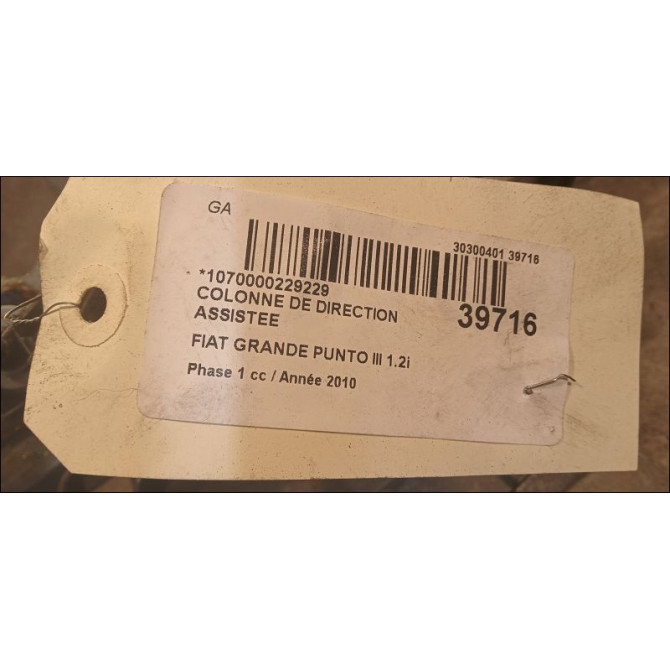 GA
30300401 39716
*1070000229229
COLONNE DE DIRECTION
ASSISTEE
39716
FIAT GRANDE PUNTO III 1.2i
Phase 1 cc / Année 2010